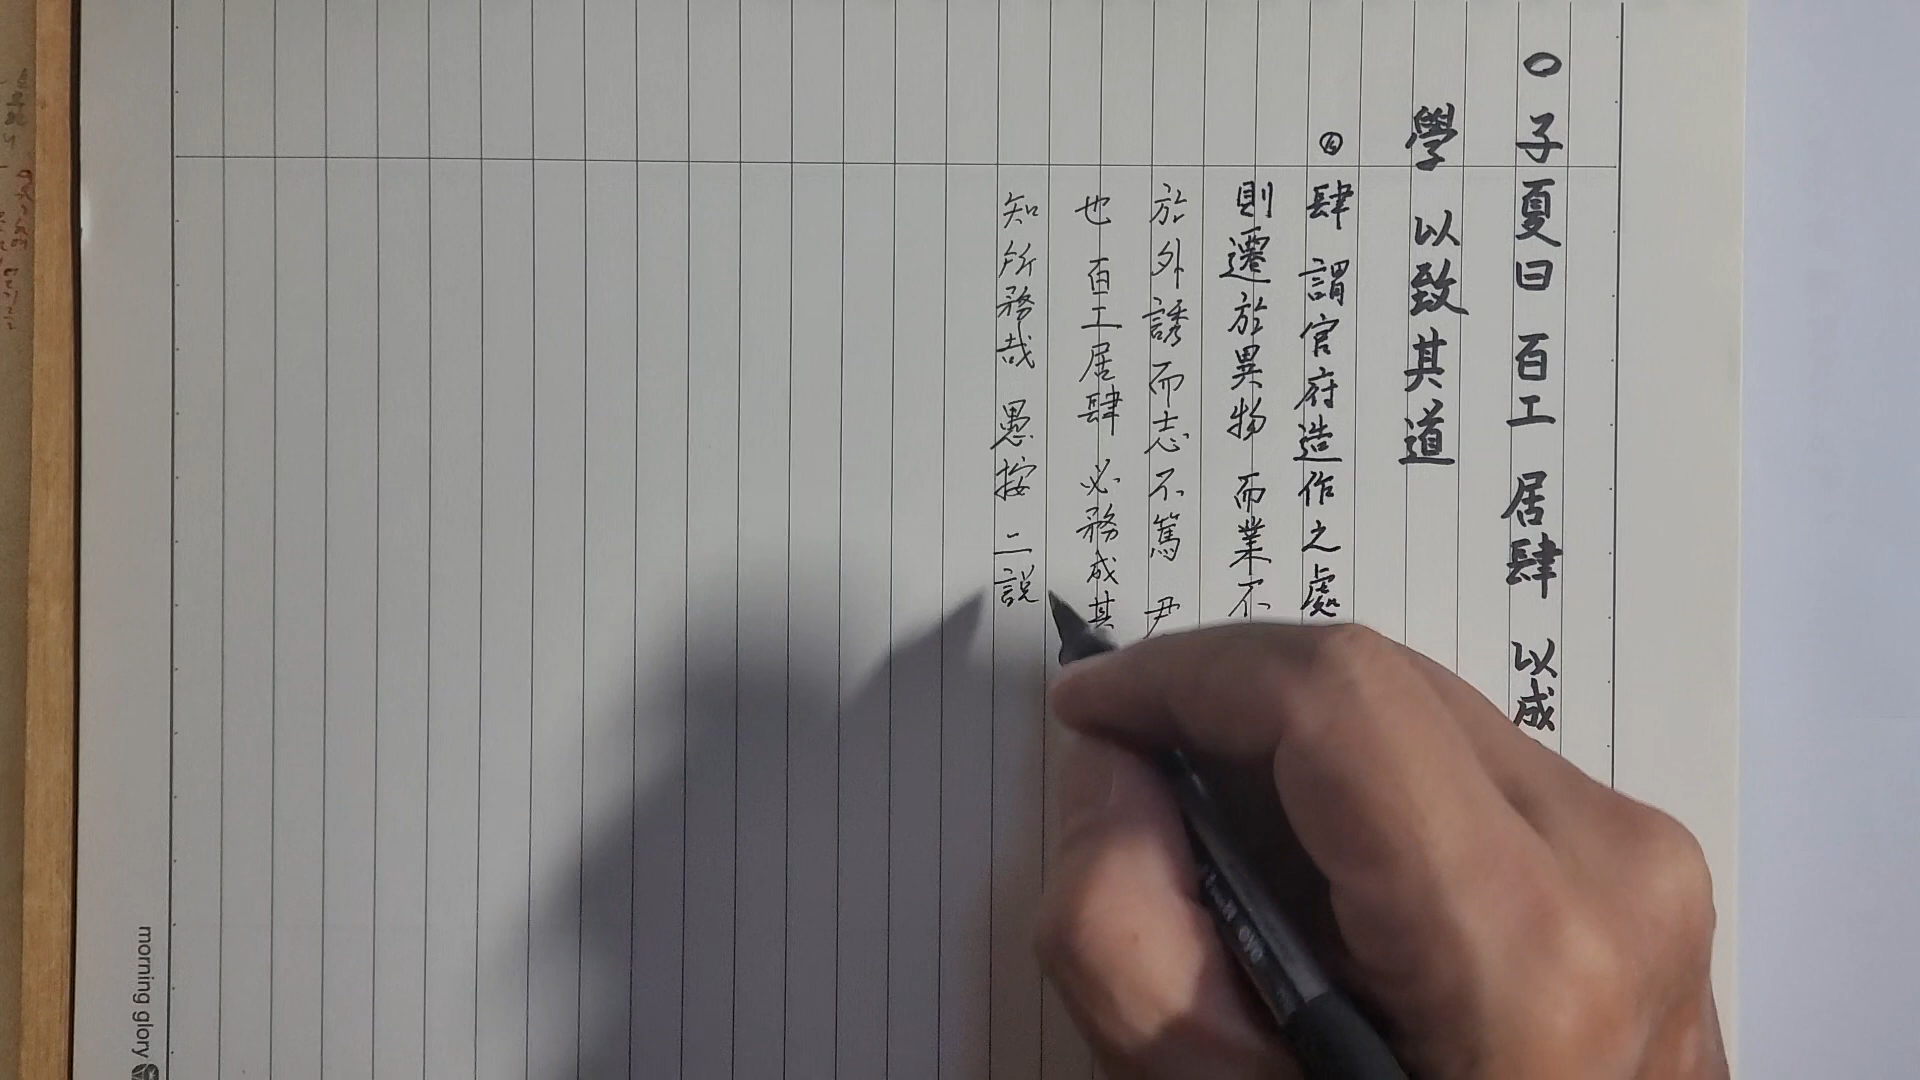 ○ 子夏曰 百工 居肆 以成
學 以致其道
肆 謂官府造作之處
則遷於異物 而業不
於外誘而志不篤 尹
也 百工居肆 必務成其
知所務哉 愚按 二說
morning glory